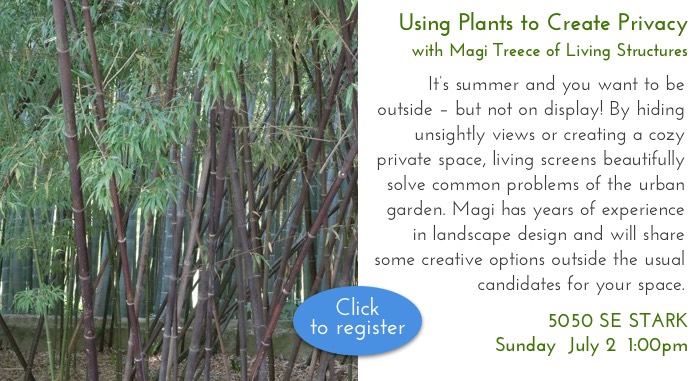 Using Plants to Create Privacy
with Magi Treece of Living Structures
It's summer and you want to be
outside – but not on display! By hiding
unsightly views or creating a cozy
private space, living screens beautifully
solve common problems of the urban
garden. Magi has years of experience
in landscape design and will share
some creative options outside the usual
candidates for your space.
Click
to register
5050 SE STARK
Sunday July 2 1:00pm